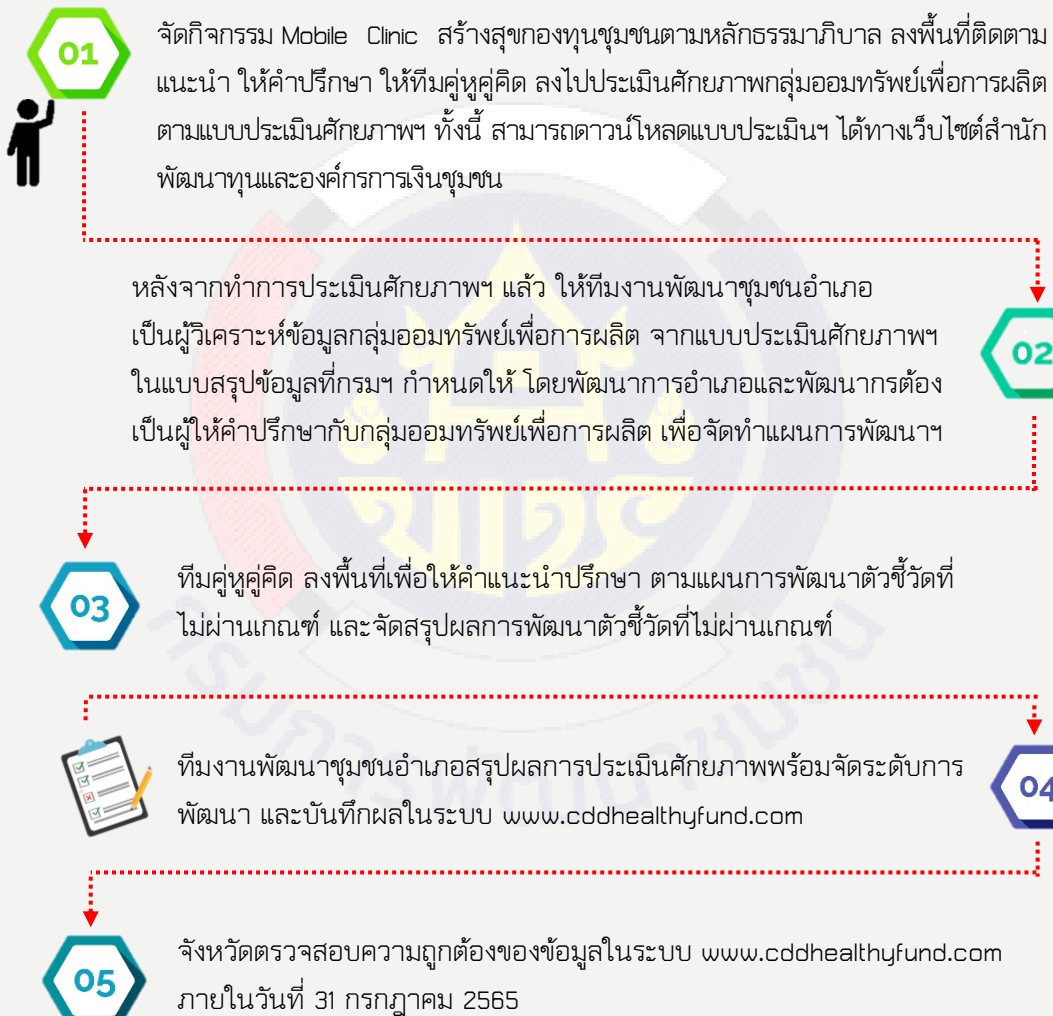 01
จัดกิจกรรม Mobile Clinic สร้างสุขกองทุนชุมชนตามหลักธรรมาภิบาล ลงพื้นที่ติดตาม
แนะนำ ให้คำปรึกษา ให้ทีมคู่หูคู่คิด ลงไปประเมินศักยภาพกลุ่มออมทรัพย์เพื่อการผลิต
ตามแบบประเมินศักยภาพฯ ทั้งนี้ สามารถดาวน์โหลดแบบประเมินฯ ได้ทางเว็บไซต์สำนัก
พัฒนาทุนและองค์กรการเงินชุมชน
หลังจากทำการประเมินศักยภาพฯ แล้ว ให้ทีมงานพัฒนาชุมชนอำเภอ
เป็นผู้วิเคราะห์ข้อมูลกลุ่มออมทรัพย์เพื่อการผลิต จากแบบประเมินศักยภาพฯ
ในแบบสรุปข้อมูลที่กรมฯ กำหนดให้ โดยพัฒนาการอำเภอและพัฒนากรต้อง
เป็นผู้ให้คำปรึกษากับกลุ่มออมทรัพย์เพื่อการผลิต เพื่อจัดทำแผนการพัฒนาฯ
02
03
ทีมคู่หูคู่คิด ลงพื้นที่เพื่อให้คำแนะนำปรึกษา ตามแผนการพัฒนาตัวชี้วัดที่
ไม่ผ่านเกณฑ์ และจัดสรุปผลการพัฒนาตัวชี้วัดที่ไม่ผ่านเกณฑ์
ทีมงานพัฒนาชุมชนอำเภอสรุปผลการประเมินศักยภาพพร้อมจัดระดับการ
พัฒนา และบันทึกผลในระบบ www.cddhealthyfund.com
04
05
จังหวัดตรวจสอบความถูกต้องของข้อมูลในระบบ www.cddhealthyfund.com
ภายในวันที่ 31 กรกฎาคม 2565
กรมการพัฒนาชุมชน